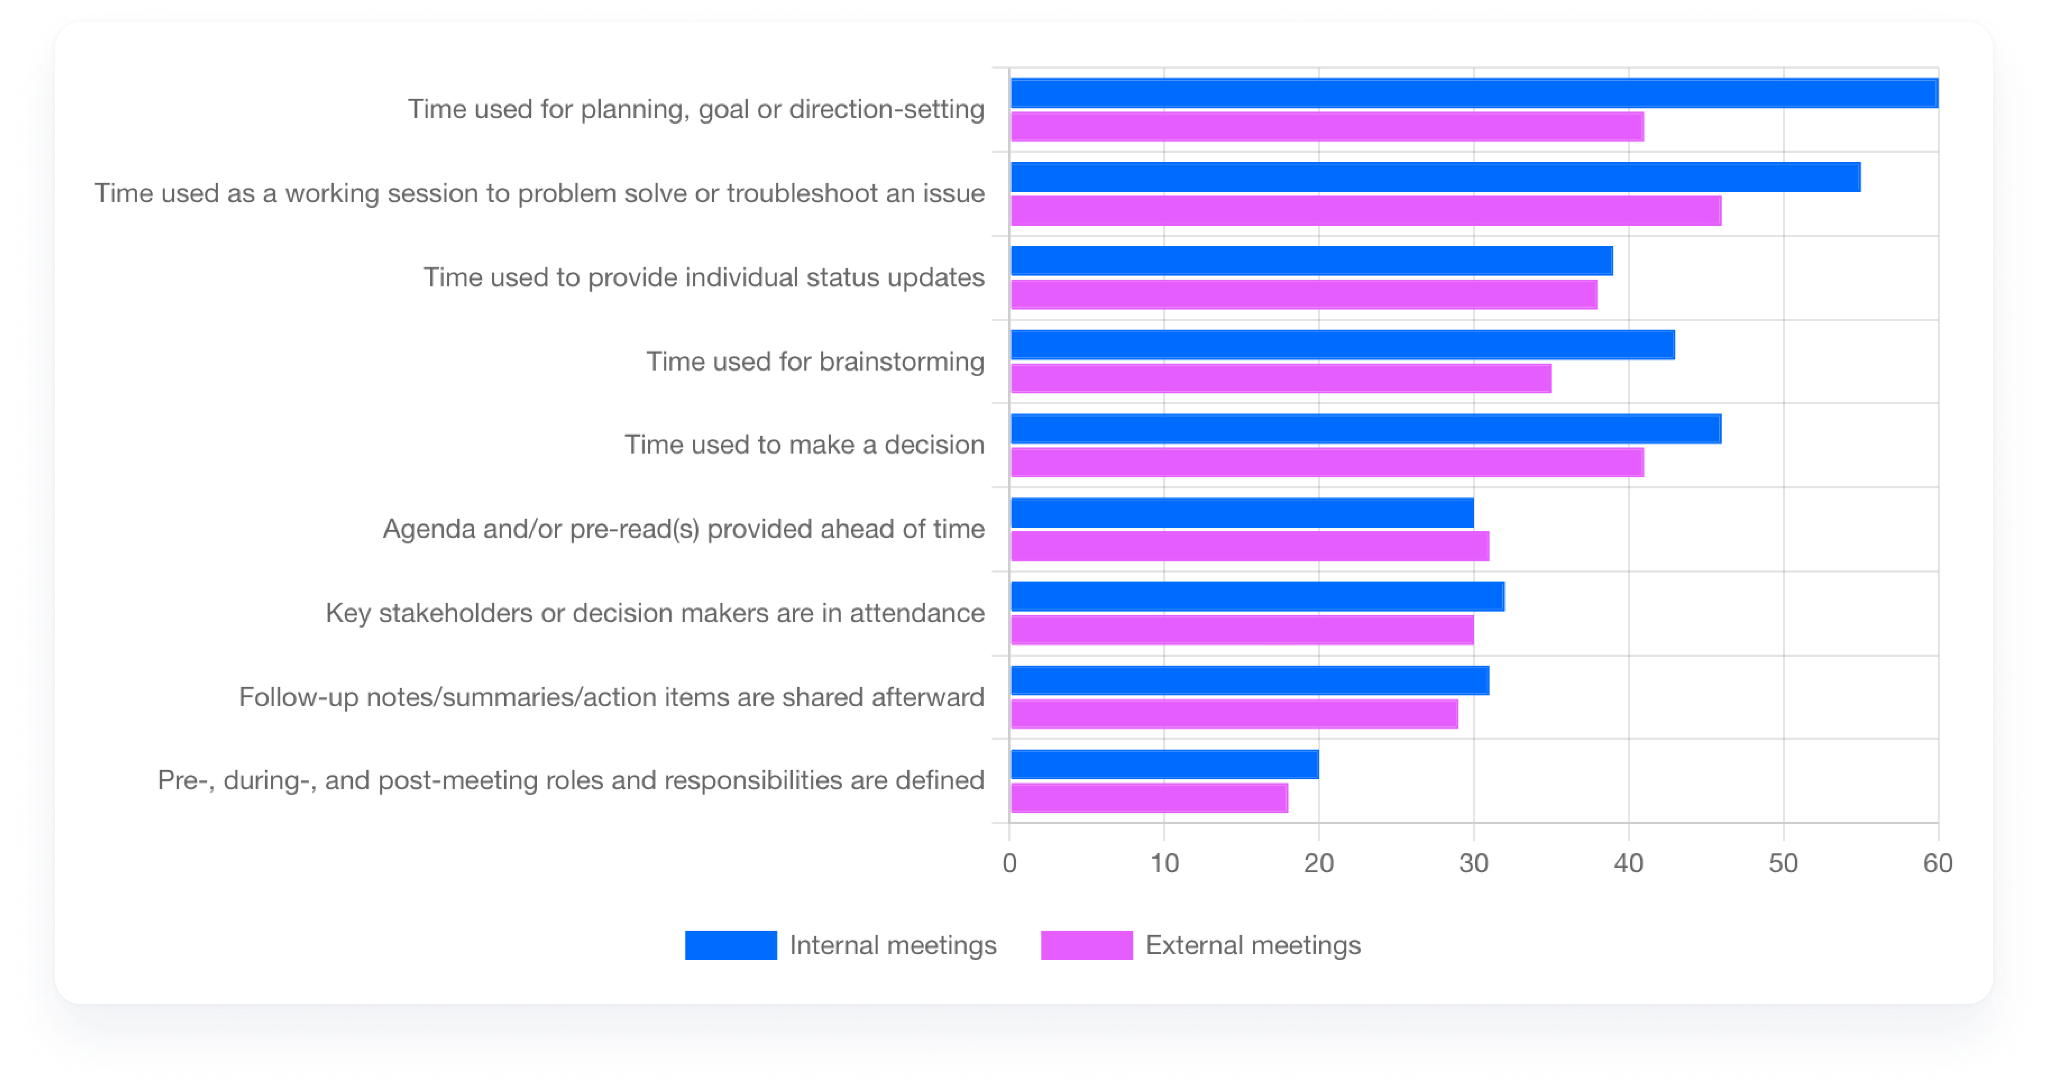 Time used for planning, goal or direction-setting
Time used as a working session to problem solve or troubleshoot an issue
Time used to provide individual status updates
Time used for brainstorming
Time used to make a decision
Agenda and/or pre-read(s) provided ahead of time
Key stakeholders or decision makers are in attendance
Follow-up notes/summaries/action items are shared afterward
Pre-, during-, and post-meeting roles and responsibilities are defined
0 10 20 30 40 50 60
Internal meetings External meetings